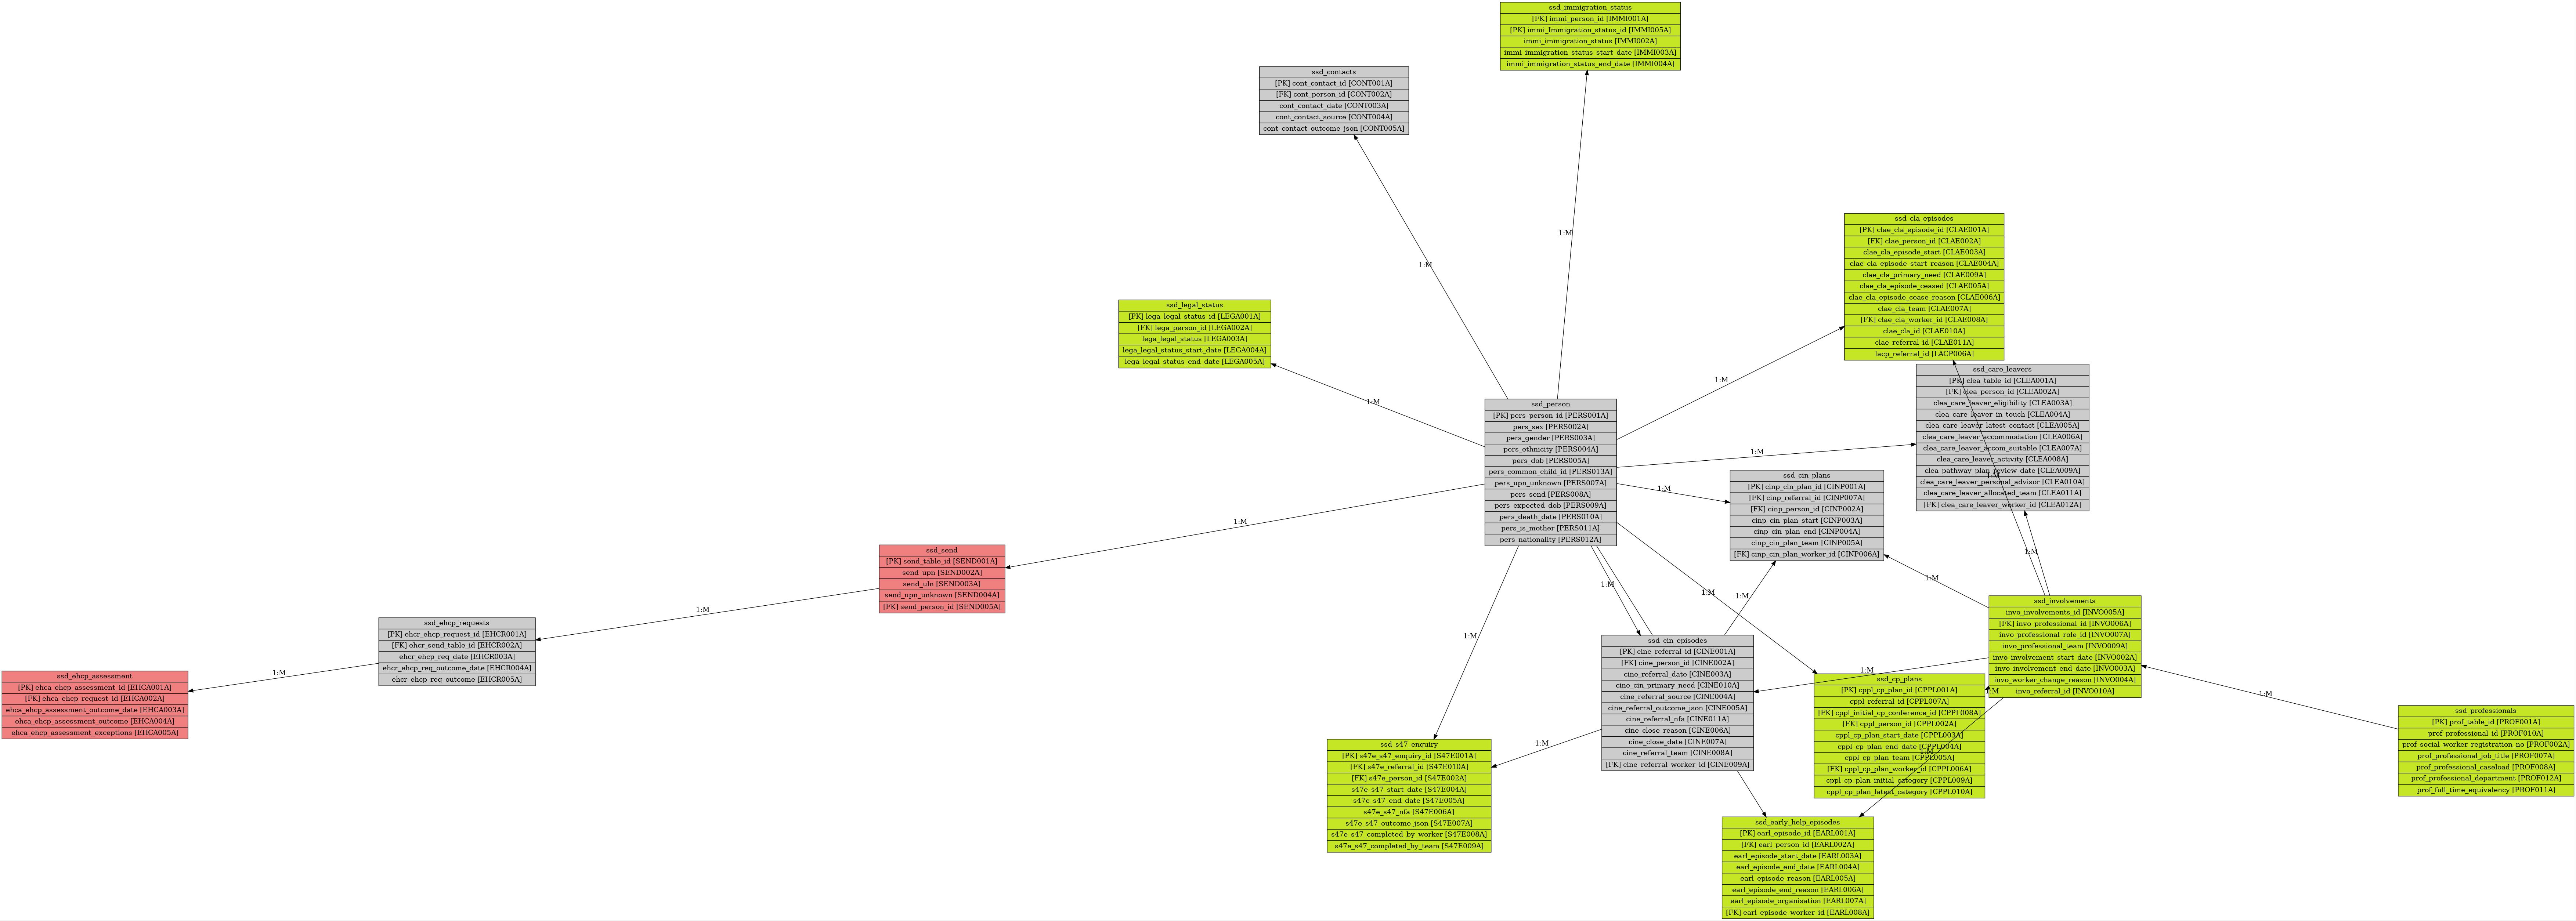 ssd_immigration_status
[FK] immi_person_id [IMMI001A]
[PK] immi_Immigration_status_id [IMMI005A]
immi_immigration_status [IMMI002A]
immi_immigration_status_start_date [IMMI003A]
immi_immigration_status_end_date [IMMI004A]
ssd_contacts
[PK] cont_contact_id [CONT001A]
[FK] cont_person_id [CONT002A]
cont_contact_date [CONT003A]
cont_contact_source [CONT004A]
cont_contact_outcome_json [CONT005A]
1:M
1:M
ssd_cla_episodes
[PK] clae_cla_episode_id [CLAE001A]
[FK] clae_person_id [CLAE002A]
clae_cla_episode_start [CLAE003A]
clae_cla_episode_start_reason [CLAE004A]
clae_cla_primary_need [CLAE009A]
clae_cla_episode_ceased [CLAE005A]
clae_cla_episode_cease_reason [CLAE006A]
clae_cla_team [CLAE007A]
[FK] clae_cla_worker_id [CLAE008A]
clae_cla_id [CLAE010A]
clae_referral_id [CLAE011A]
lacp_referral_id [LACP006A]
ssd_legal_status
[PK] lega_legal_status_id [LEGA001A]
[FK] lega_person_id [LEGA002A]
lega_legal_status [LEGA003A]
lega_legal_status_start_date [LEGA004A]
lega_legal_status_end_date [LEGA005A]
1:M
1:M
ssd_care_leavers
[PK] clea_table_id [CLEA001A]
[FK] clea_person_id [CLEA002A]
clea_care_leaver_eligibility [CLEA003A]
clea_care_leaver_in_touch [CLEA004A]
clea_care_leaver_latest_contact [CLEA005A]
clea_care_leaver_accommodation [CLEA006A]
clea_care_leaver_accom_suitable [CLEA007A]
clea_care_leaver_activity [CLEA008A]
clea_pathway_plan_review_date [CLEA009A]
clea_care_leaver_personal_advisor [CLEA010A]
clea_care_leaver_allocated_team [CLEA011A]
[FK] clea_care_leaver_worker_id [CLEA012A]
1:M
ssd_person
[PK] pers_person_id [PERS001A]
pers_sex [PERS002A]
pers_gender [PERS003A]
pers_ethnicity [PERS004A]
pers_dob [PERS005A]
pers_common_child_id [PERS013A]
pers_upn_unknown [PERS007A]
pers_send [PERS008A]
pers_expected_dob [PERS009A]
pers_death_date [PERS010A]
pers_is_mother [PERS011A]
pers_nationality [PERS012A]
1:M
1:M
ssd_cin_plans
[PK] cinp_cin_plan_id [CINP001A]
[FK] cinp_referral_id [CINP007A]
[FK] cinp_person_id [CINP002A]
cinp_cin_plan_start [CINP003A]
cinp_cin_plan_end [CINP004A]
cinp_cin_plan_team [CINP005A]
[FK] cinp_cin_plan_worker_id [CINP006A]
1:M
1:M
1:M
ssd_send
[PK] send_table_id [SEND001A]
send_upn [SEND002A]
send_uln [SEND003A]
send_upn_unknown [SEND004A]
[FK] send_person_id [SEND005A]
1:M
1:M
1:M
1:M
1:M
ssd_involvements
invo_involvements_id [INVO005A]
[FK] invo_professional_id [INVO006A]
invo_professional_role_id [INVO007A]
invo_professional_team [INVO009A]
invo_involvement_start_date [INVO002A]
invo_involvement_end_date [INVO003A]
invo_worker_change_reason [INVO004A]
invo_referral_id [INVO010A]
ssd_ehcp_requests
[PK] ehcr_ehcp_request_id [EHCR001A]
[FK] ehcr_send_table_id [EHCR002A]
ehcr_ehcp_req_date [EHCR003A]
ehcr_ehcp_req_outcome_date [EHCR004A]
ehcr_ehcp_req_outcome [EHCR005A]
1:M
ssd_cin_episodes
[PK] cine_referral_id [CINE001A]
[FK] cine_person_id [CINE002A]
cine_referral_date [CINE003A]
cine_cin_primary_need [CINE010A]
cine_referral_source [CINE004A]
cine_referral_outcome_json [CINE005A]
cine_referral_nfa [CINE011A]
cine_close_reason [CINE006A]
cine_close_date [CINE007A]
cine_referral_team [CINE008A]
[FK] cine_referral_worker_id [CINE009A]
1:M
ssd_ehcp_assessment
[PK] ehca_ehcp_assessment_id [EHCA001A]
[FK] ehca_ehcp_request_id [EHCA002A]
ehca_ehcp_assessment_outcome_date [EHCA003A]
ehca_ehcp_assessment_outcome [EHCA004A]
ehca_ehcp_assessment_exceptions [EHCA005A]
1:M
ssd_cp_plans
[PK] cppl_cp_plan_id [CPPL001A]
cppl_referral_id [CPPL007A]
[FK] cppl_initial_cp_conference_id [CPPL008A]
[FK] cppl_person_id [CPPL002A]
cppl_cp_plan_start_date [CPPL003A]
cppl_cp_plan_end_date [CPPL004A]
cppl_cp_plan_team [CPPL005A]
[FK] cppl_cp_plan_worker_id [CPPL006A]
cppl_cp_plan_initial_category [CPPL009A]
cppl_cp_plan_latest_category [CPPL010A]
1:M
1:M
1:M
ssd_professionals
[PK] prof_table_id [PROF001A]
prof_professional_id [PROF010A]
prof_social_worker_registration_no [PROF002A]
prof_professional_job_title [PROF007A]
prof_professional_caseload [PROF008A]
prof_professional_department [PROF012A]
prof_full_time_equivalency [PROF011A]
ssd_s47_enquiry
[PK] s47e_s47_enquiry_id [S47E001A]
[FK] s47e_referral_id [S47E010A]
[FK] s47e_person_id [S47E002A]
s47e_s47_start_date [S47E004A]
s47e_s47_end_date [S47E005A]
s47e_s47_nfa [S47E006A]
s47e_s47_outcome_json [S47E007A]
s47e_s47_completed_by_worker [S47E008A]
s47e_s47_completed_by_team [S47E009A]
1:M
ssd_early_help_episodes
[PK] earl_episode_id [EARL001A]
[FK] earl_person_id [EARL002A]
earl_episode_start_date [EARL003A]
earl_episode_end_date [EARL004A]
earl_episode_reason [EARL005A]
earl_episode_end_reason [EARL006A]
earl_episode_organisation [EARL007A]
[FK] earl_episode_worker_id [EARL008A]